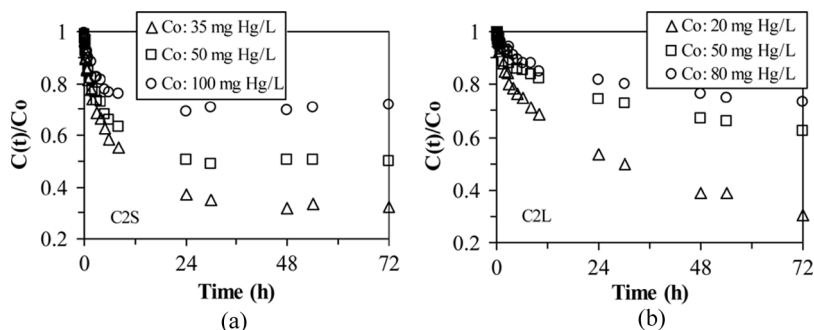 1
0.8
0.6
0.4
0.2
C(t)/Co
Co: 35 mg Hg/L
Co: 50 mg Hg/L
Co: 100 mg Hg/L
C2S
0 24 48 72
Time (h)
(a)
1
0.8
0.6
0.4
0.2
C(t)/Co
Co: 20 mg Hg/L
Co: 50 mg Hg/L
Co: 80 mg Hg/L
C2L
0 24 48 72
Time (h)
(b)